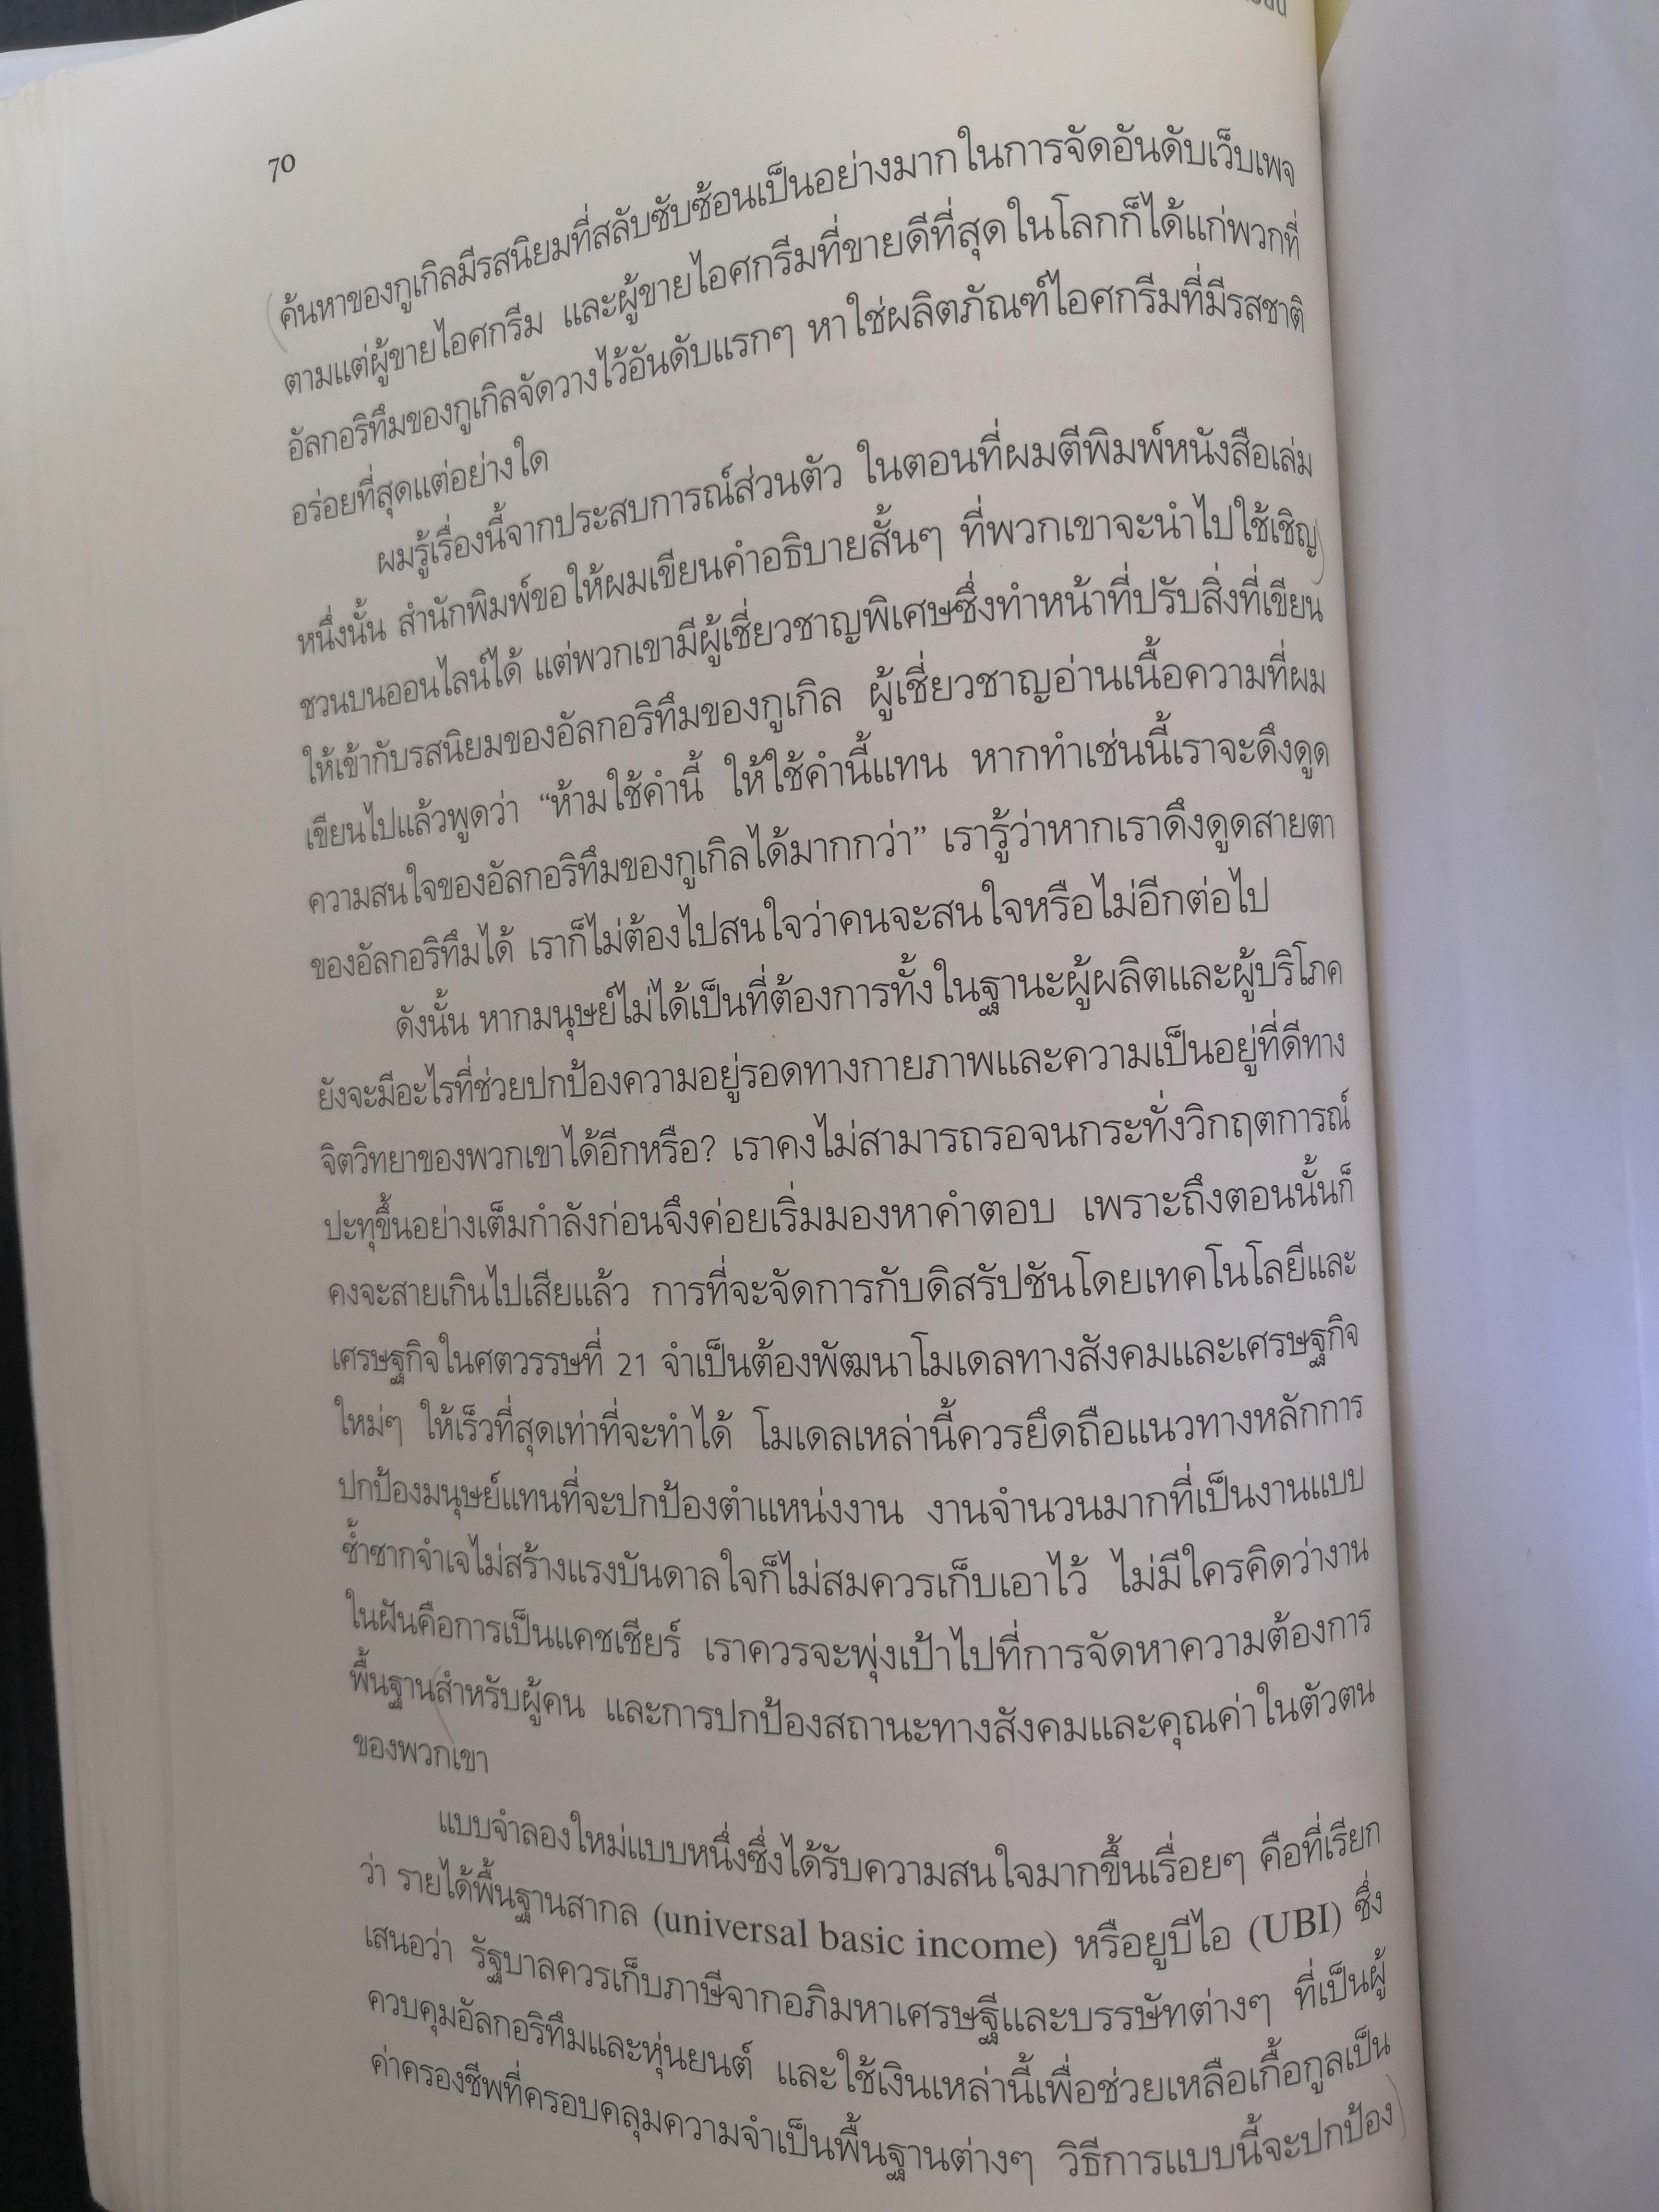 70
ค้นหาของกูเกิลมีรสนิยมที่สลับซับซ้อนเป็นอย่างมากในการจัดอันดับเว็บเพจ
ตามแต่ผู้ขายไอศกรีม และผู้ขายไอศกรีมที่ขายดีที่สุดในโลกก็ได้แก่พวกที่
อัลกอริทึมของกูเกิลจัดวางไว้อันดับแรกๆ หาใช่ผลิตภัณฑ์ไอศกรีมที่มีรสชาติ
อร่อยที่สุดแต่อย่างใด
ผมรู้เรื่องนี้จากประสบการณ์ส่วนตัว ในตอนที่ผมตีพิมพ์หนังสือเล่ม
หนึ่งนั้น สำนักพิมพ์ขอให้ผมเขียนคำอธิบายสั้นๆ ที่พวกเขาจะนำไปใช้เชิญ
ชวนบนออนไลน์ได้ แต่พวกเขามีผู้เชี่ยวชาญพิเศษซึ่งทำหน้าที่ปรับสิ่งที่เขียน
ให้เข้ากับรสนิยมของอัลกอริทึมของกูเกิล ผู้เชี่ยวชาญอ่านเนื้อความที่ผม
เขียนไปแล้วพูดว่า “ห้ามใช้คำนี้ ให้ใช้คำนี้แทน หากทำเช่นนี้เราจะดึงดูด
ความสนใจของอัลกอริทึมของกูเกิลได้มากกว่า” เรารู้ว่าหากเราดึงดูดสายตา
ของอัลกอริทึมได้ เราก็ไม่ต้องไปสนใจว่าคนจะสนใจหรือไม่อีกต่อไป
ดังนั้น หากมนุษย์ไม่ได้เป็นที่ต้องการทั้งในฐานะผู้ผลิตและผู้บริโภค
ยังจะมีอะไรที่ช่วยปกป้องความอยู่รอดทางกายภาพและความเป็นอยู่ที่ดีทาง
จิตวิทยาของพวกเขาได้อีกหรือ? เราคงไม่สามารถรอจนกระทั่งวิกฤตการณ์
ปะทุขึ้นอย่างเต็มกำลังก่อนจึงค่อยเริ่มมองหาคำตอบ เพราะถึงตอนนั้นก็
คงจะสายเกินไปเสียแล้ว การที่จะจัดการกับดิสรัปชันโดยเทคโนโลยีและ
เศรษฐกิจในศตวรรษที่ 21 จำเป็นต้องพัฒนาโมเดลทางสังคมและเศรษฐกิจ
ใหม่ๆ ให้เร็วที่สุดเท่าที่จะทำได้ โมเดลเหล่านี้ควรยึดถือแนวทางหลักการ
ปกป้องมนุษย์แทนที่จะปกป้องตำแหน่งงาน งานจำนวนมากที่เป็นงานแบบ
ซ้ำซากจำเจไม่สร้างแรงบันดาลใจก็ไม่สมควรเก็บเอาไว้ ไม่มีใครคิดว่างาน
ในฝันคือการเป็นแคชเชียร์ เราควรจะพุ่งเป้าไปที่การจัดหาความต้องการ
พื้นฐานสำหรับผู้คน และการปกป้องสถานะทางสังคมและคุณค่าในตัวตน
ของพวกเขา
แบบจำลองใหม่แบบหนึ่งซึ่งได้รับความสนใจมากขึ้นเรื่อยๆ คือที่เรียก
ว่า รายได้พื้นฐานสากล (universal basic income) หรือยูบีไอ (UBI) ซึ่ง
เสนอว่า รัฐบาลควรเก็บภาษีจากอภิมหาเศรษฐีและบรรษัทต่างๆ ที่เป็นผู้
ควบคุมอัลกอริทึมและหุ่นยนต์ และใช้เงินเหล่านี้เพื่อช่วยเหลือเกื้อกูลเป็น
ค่าครองชีพที่ครอบคลุมความจำเป็นพื้นฐานต่างๆ วิธีการแบบนี้จะปกป้อง